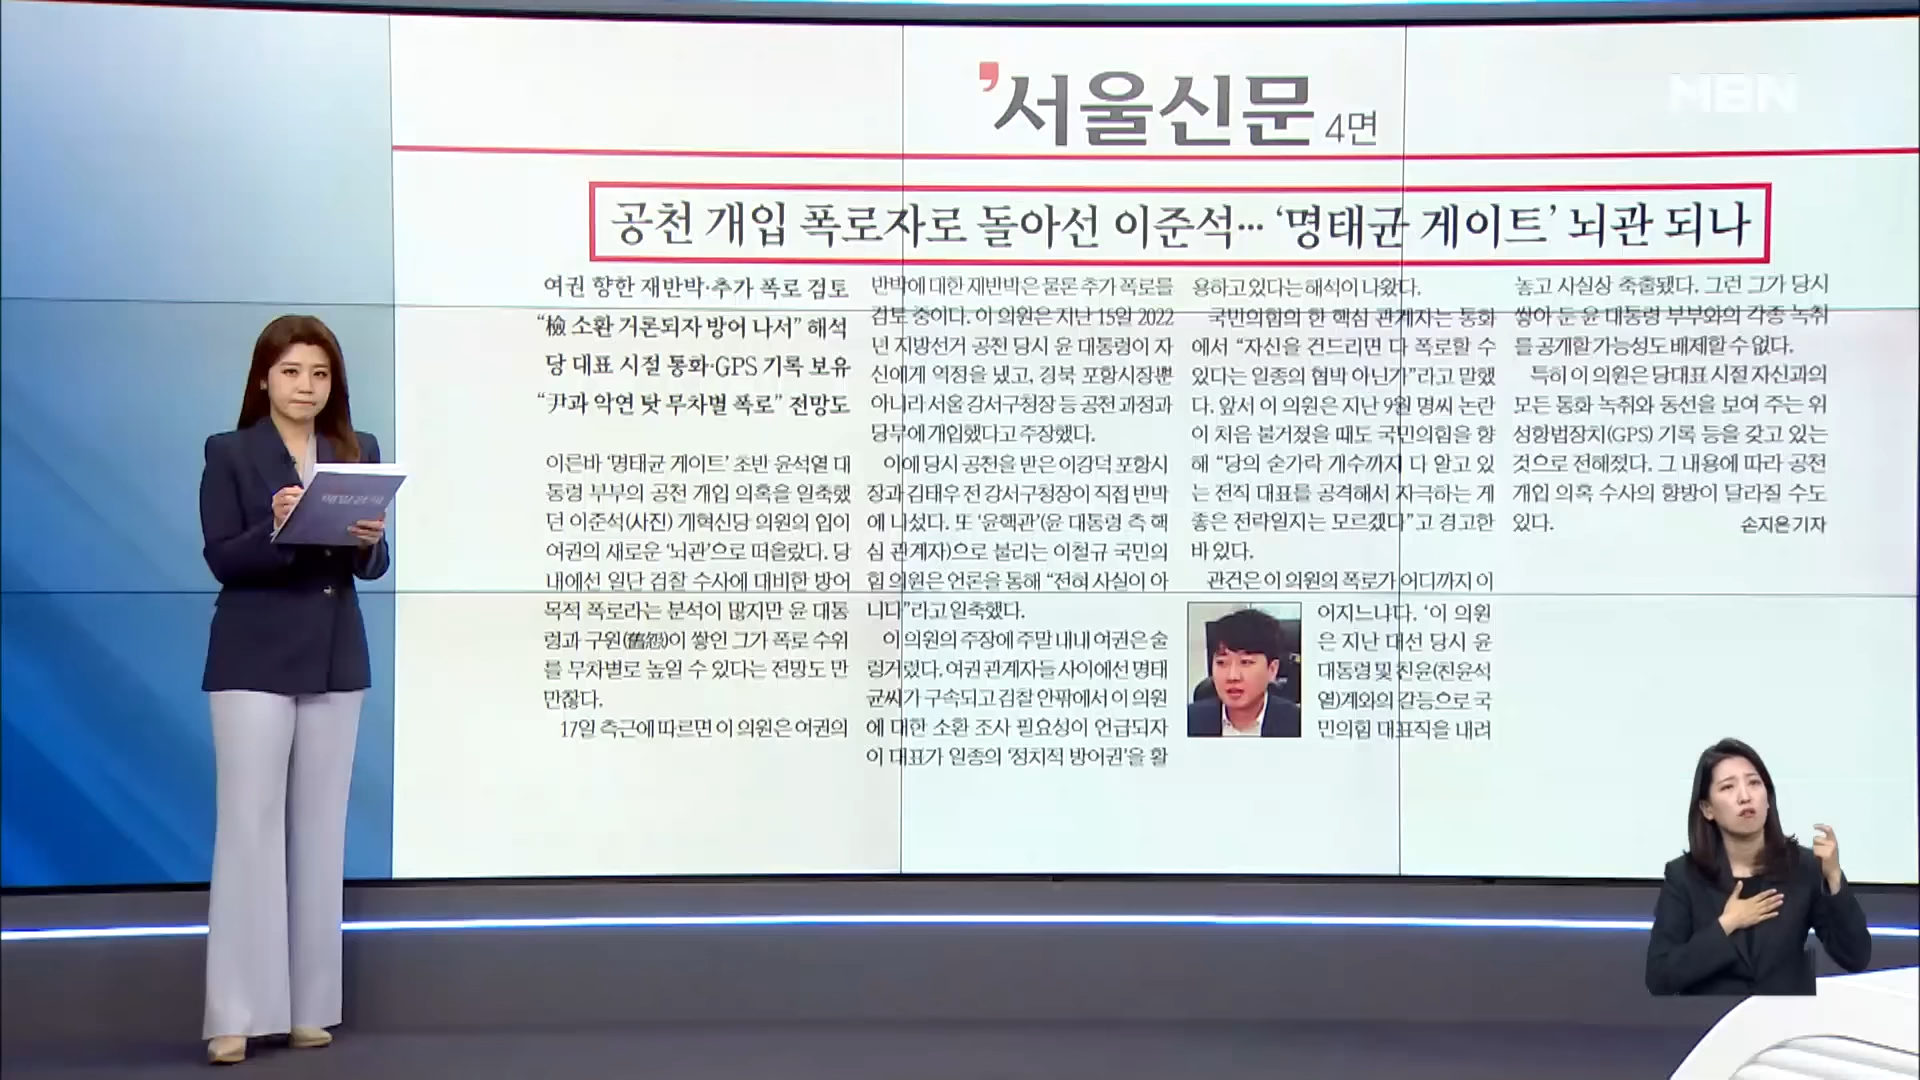 MBN
'서울신문 4면
공천 개입 폭로자로 돌아선 이준석… ‘명태균 게이트’ 뇌관 되나
여권 향한 재반박·추가 폭로 검토
“檢 소환 거론되자 방어 나서” 해석
당 대표 시절 통화·GPS 기록 보유
“尹과 악연 탓 무차별 폭로” 전망도
이른바 ‘명태균 게이트’ 초반 윤석열 대
통령 부부의 공천 개입 의혹을 일축했
던 이준석(사진) 개혁신당 의원의 입이
여권의 새로운 ‘뇌관’으로 떠올랐다. 당
내에선 일단 검찰 수사에 대비한 방어
목적 폭로라는 분석이 많지만 윤 대통
령과 구원(舊怨)이 쌓인 그가 폭로 수위
를 무차별로 높일 수 있다는 전망도 만
만찮다.
17일 측근에 따르면 이 의원은 여권의
반박에 대한 재반박은 물론 추가 폭로를
검토 중이다. 이 의원은 지난 15일 2022
년 지방선거 공천 당시 윤 대통령이 자
신에게 역정을 냈고, 경북 포항시장뿐
아니라 서울 강서구청장 등 공천 과정과
당무에 개입했다고 주장했다.
이에 당시 공천을 받은 이강덕 포항시
장과 김태우 전 강서구청장이 직접 반박
에 나섰다. 또 ‘윤핵관’(윤 대통령 측 핵
심 관계자)으로 불리는 이철규 국민의
힘 의원은 언론을 통해 “전혀 사실이 아
니다”라고 일축했다.
이 의원의 주장에 주말 내내 여권은 술
렁거렸다. 여권 관계자들 사이에선 명태
균씨가 구속되고 검찰 안팎에서 이 의원
에 대한 소환 조사 필요성이 언급되자
이 대표가 일종의 ‘정치적 방어권’을 활
용하고 있다는 해석이 나왔다.
국민의힘의 한 핵심 관계자는 통화
에서 “자신을 건드리면 다 폭로할 수
있다는 일종의 협박 아닌가”라고 말했
다. 앞서 이 의원은 지난 9월 명씨 논란
이 처음 불거졌을 때도 국민의힘을 향
해 “당의 숟가락 개수까지 다 알고 있
는 전직 대표를 공격해서 자극하는 게
좋은 전략일지는 모르겠다”고 경고한
바 있다.
관건은 이 의원의 폭로가 어디까지 이
어지느냐다. ‘이 의원
은 지난 대선 당시 윤
대통령 및 친윤(친윤석
열)계와의 갈등으로 국
민의힘 대표직을 내려
놓고 사실상 축출됐다. 그런 그가 당시
쌓아 둔 윤 대통령 부부와의 각종 녹취
를 공개할 가능성도 배제할 수 없다.
특히 이 의원은 당대표 시절 자신과의
모든 통화 녹취와 동선을 보여 주는 위
성항법장치(GPS) 기록 등을 갖고 있는
것으로 전해졌다. 그 내용에 따라 공천
개입 의혹 수사의 향방이 달라질 수도
있다.
손지은 기자